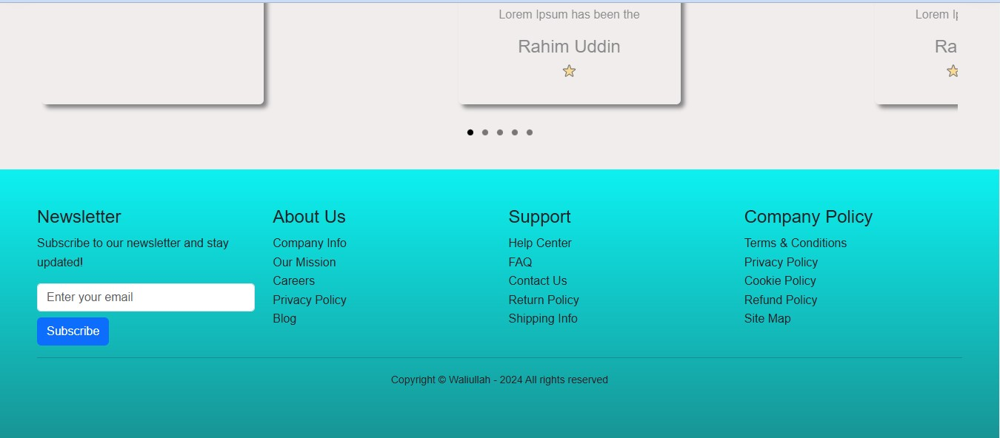 Lorem Ipsum has been the
Lorem
Rahim Uddin
Ra
Newsletter
Subscribe to our newsletter and stay
updated!
Enter your email
Subscribe
About Us
Company Info
Our Mission
Careers
Privacy Policy
Blog
Support
Help Center
FAQ
Contact Us
Return Policy
Shipping Info
Company Policy
Terms & Conditions
Privacy Policy
Cookie Policy
Refund Policy
Site Map
Copyright © Waliullah - 2024 All rights reserved